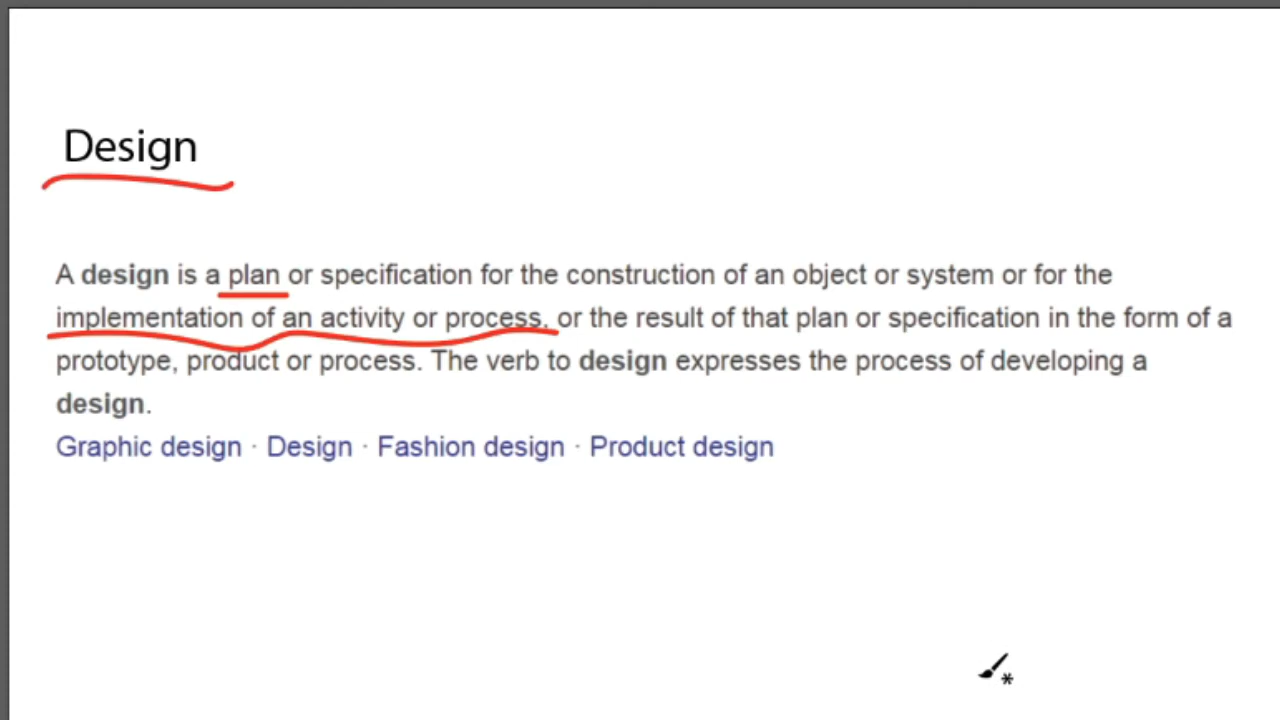 Design
A design is a plan or specification for the construction of an object or system or for the
implementation of an activity or process, or the result of that plan or specification in the form of a
prototype, product or process. The verb to design expresses the process of developing a
design.
Graphic design · Design · Fashion design · Product design